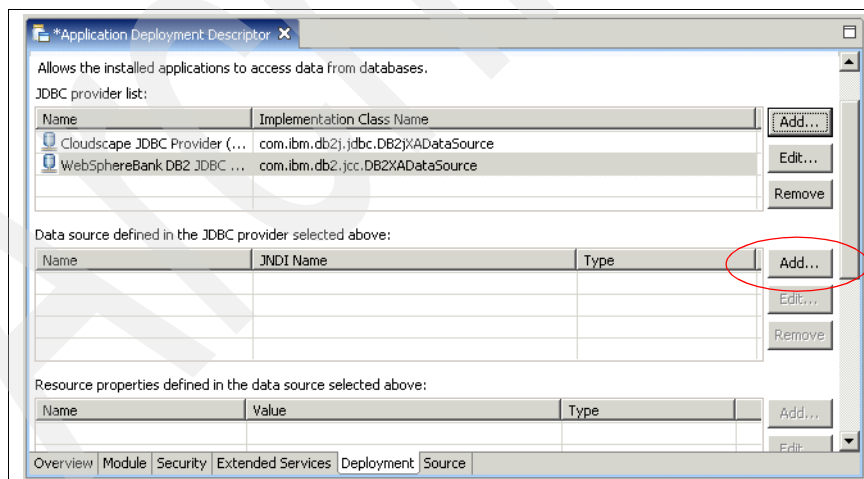 *Application Deployment Descriptor
Allows the installed applications to access data from databases.
JDBC provider list:
Name Implementation Class Name Add...
Cloudscape JDBC Provider (... com.ibm.db2j.jdbc.DB2jXADataSource
WebSphereBank DB2 JDBC ... com.ibm.db2.jcc.DB2XADataSource Edit...
Remove
Data source defined in the JDBC provider selected above:
Name JNDI Name Type Add...
Edit...
Remove
Resource properties defined in the data source selected above:
Name Value Type Add...
Edit...
Overview Module Security Extended Services Deployment Source